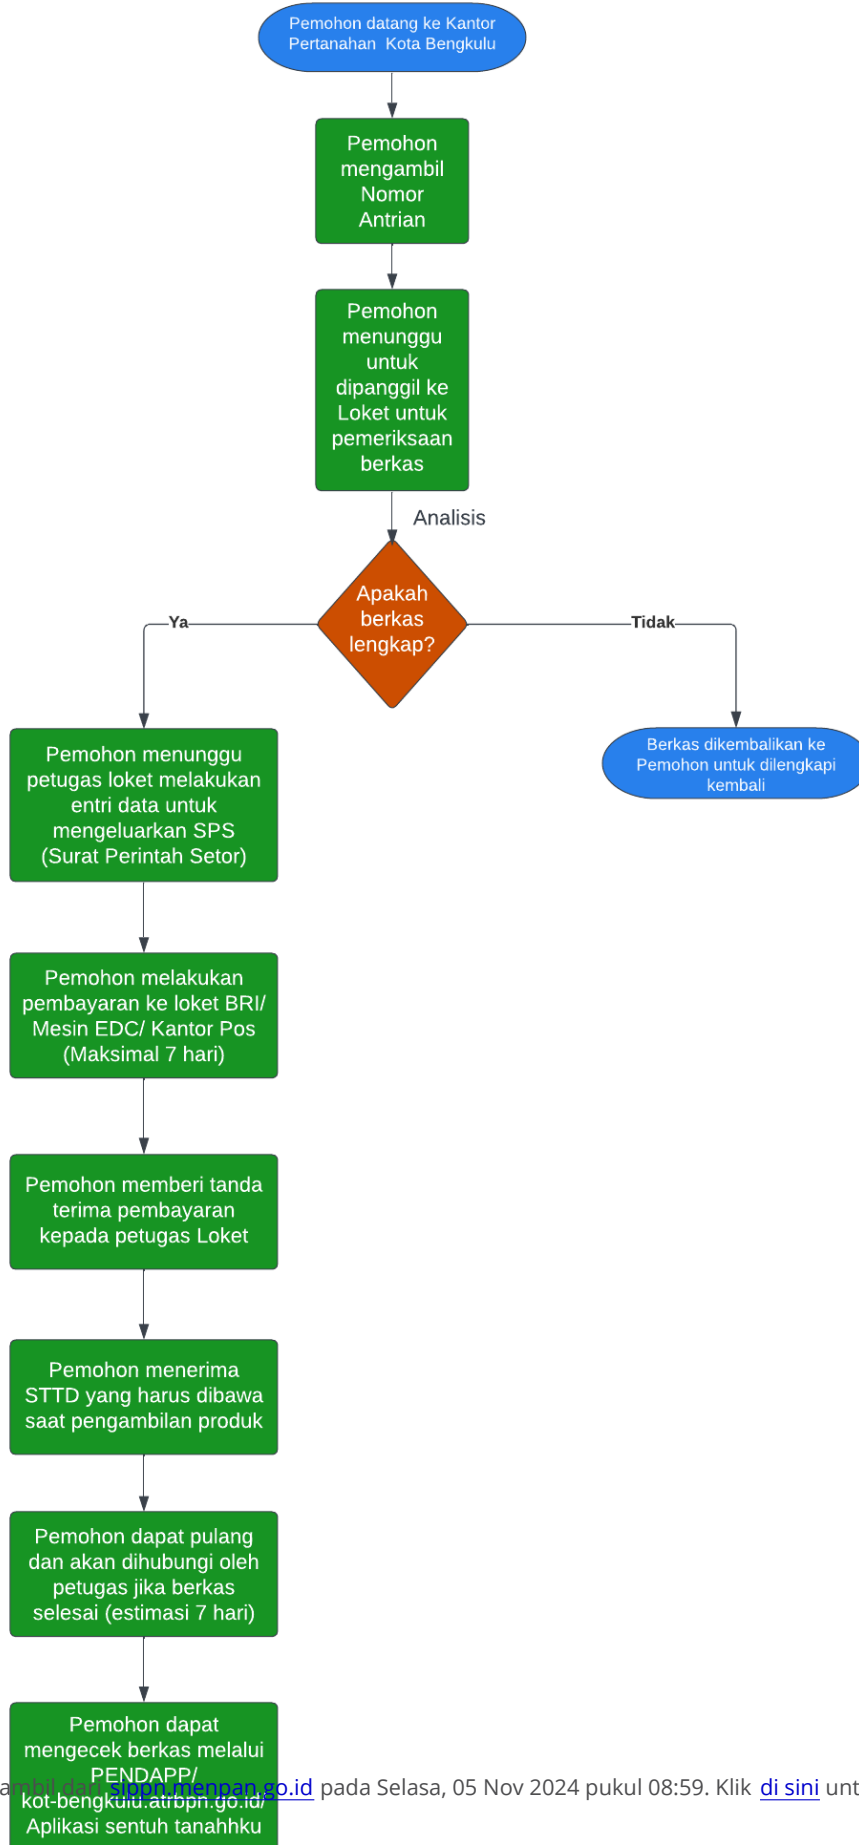 Pemohon datang ke Kantor
Pertanahan Kota Bengkulu
Pemohon
mengambil
Nomor
Antrian
Pemohon
menunggu
untuk
dipanggil ke
Loket untuk
pemeriksaan
berkas
Analisis
Apakah
berkas
lengkap?
Ya
Tidak
Pemohon menunggu
petugas loket melakukan
entri data untuk
mengeluarkan SPS
(Surat Perintah Setor)
Berkas dikembalikan ke
Pemohon untuk dilengkapi
kembali
Pemohon melakukan
pembayaran ke loket BRI/
Mesin EDC/ Kantor Pos
(Maksimal 7 hari)
Pemohon memberi tanda
terima pembayaran
kepada petugas Loket
Pemohon menerima
STTD yang harus dibawa
saat pengambilan produk
Pemohon dapat pulang
dan akan dihubungi oleh
petugas jika berkas
selesai (estimasi 7 hari)
Pemohon dapat
mengecek berkas melalui
PENDAPP/
kot-bengkulu.atrbpn.go.id/
Aplikasi sentuh tanahhku
ambil dari sippn.menpan.go.id pada Selasa, 05 Nov 2024 pukul 08:59. Klik di sini unt